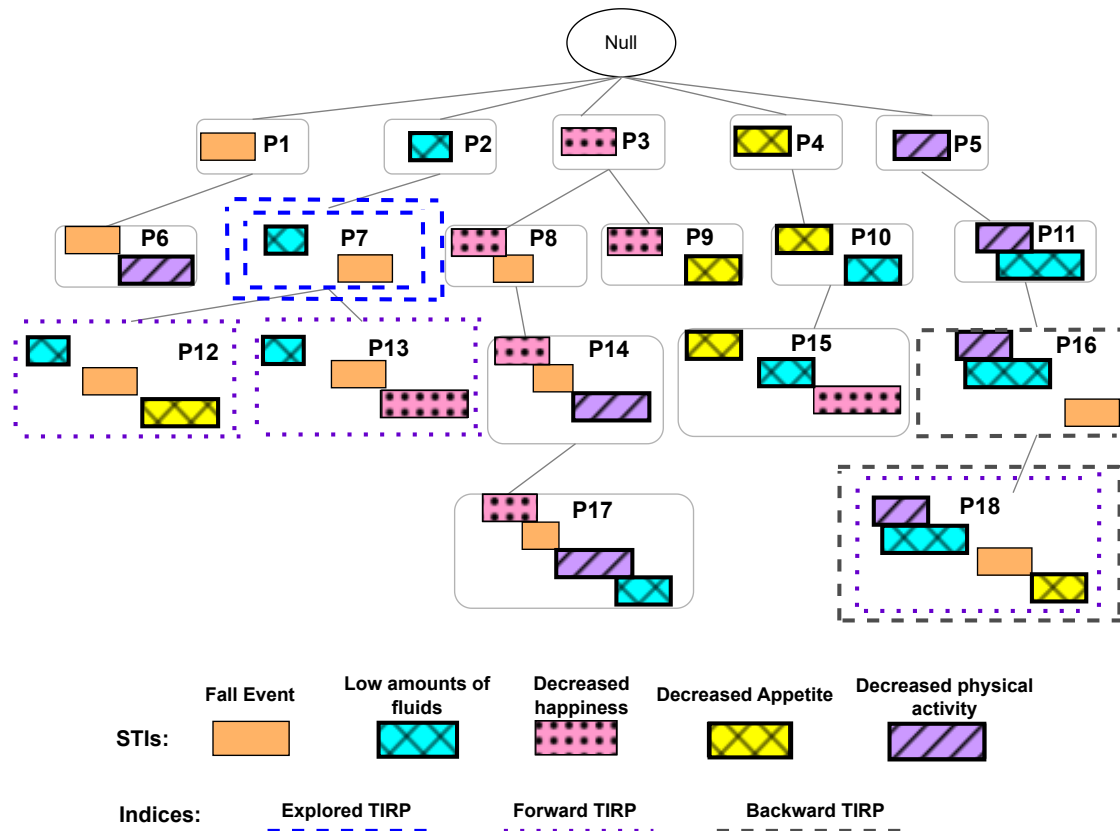 Null
P1
P2
P3
P4
P5
P6
P7
P8
P9
P10
P11
P12
P13
P14
P15
P16
P17
P18
Fall Event
Low amounts of
fluids
Decreased
happiness
Decreased Appetite
Decreased physical
activity
STIs:
Indices:
Explored TIRP
Forward TIRP
Backward TIRP